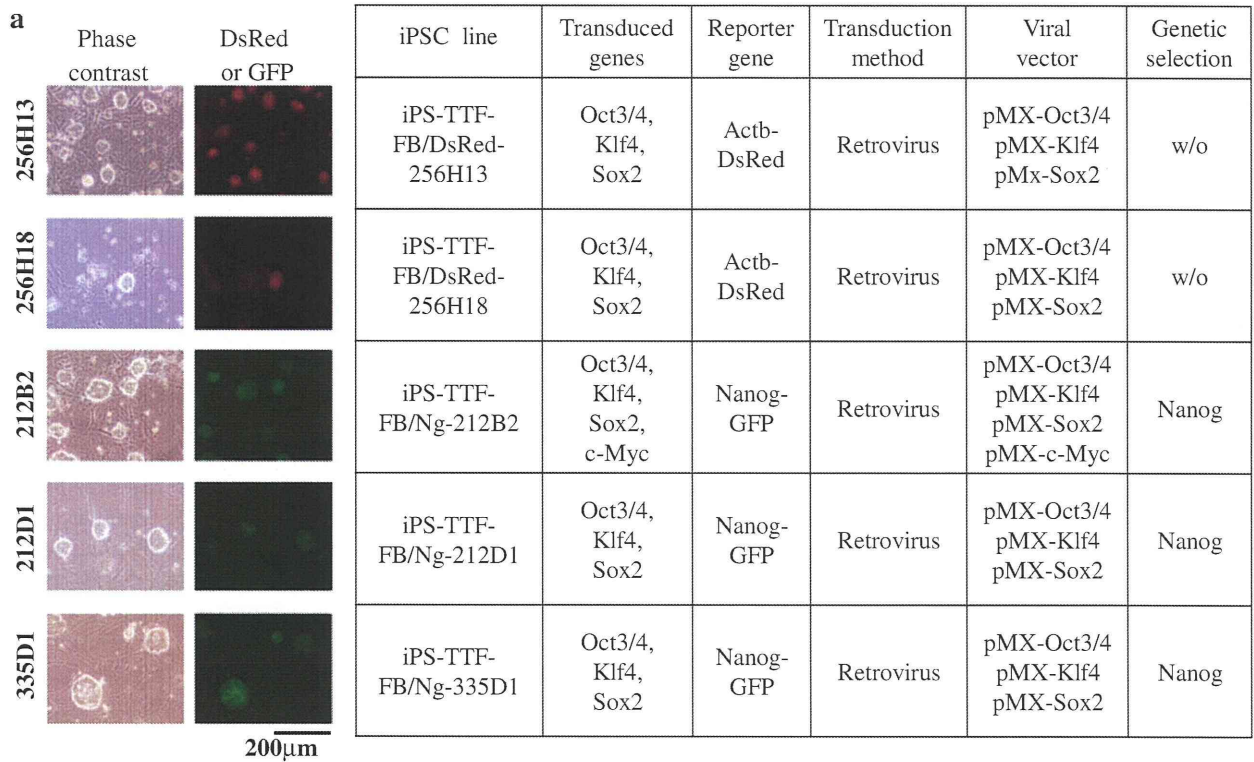 a
Phase
contrast
DsRed
or GFP
iPSC line
Transduced
genes
Reporter
gene
Transduction
method
Viral
vector
Genetic
selection
256H13
iPS-TTF-
FB/DsRed-
256H13
Oct3/4,
Klf4,
Sox2
Actb-
DsRed
Retrovirus
pMX-Oct3/4
pMX-Klf4
pMx-Sox2
w/o
256H18
iPS-TTF-
FB/DsRed-
256H18
Oct3/4,
Klf4,
Sox2
Actb-
DsRed
Retrovirus
pMX-Oct3/4
pMX-Klf4
pMX-Sox2
w/o
212B2
iPS-TTF-
FB/Ng-212B2
Oct3/4,
Klf4,
Sox2,
c-Myc
Nanog-
GFP
Retrovirus
pMX-Oct3/4
pMX-Klf4
pMX-Sox2
pMX-c-Myc
Nanog
212D1
iPS-TTF-
FB/Ng-212D1
Oct3/4,
Klf4,
Sox2
Nanog-
GFP
Retrovirus
pMX-Oct3/4
pMX-Klf4
pMX-Sox2
Nanog
335D1
iPS-TTF-
FB/Ng-335D1
Oct3/4,
Klf4,
Sox2
Nanog-
GFP
Retrovirus
pMX-Oct3/4
pMX-Klf4
pMX-Sox2
Nanog
200μm